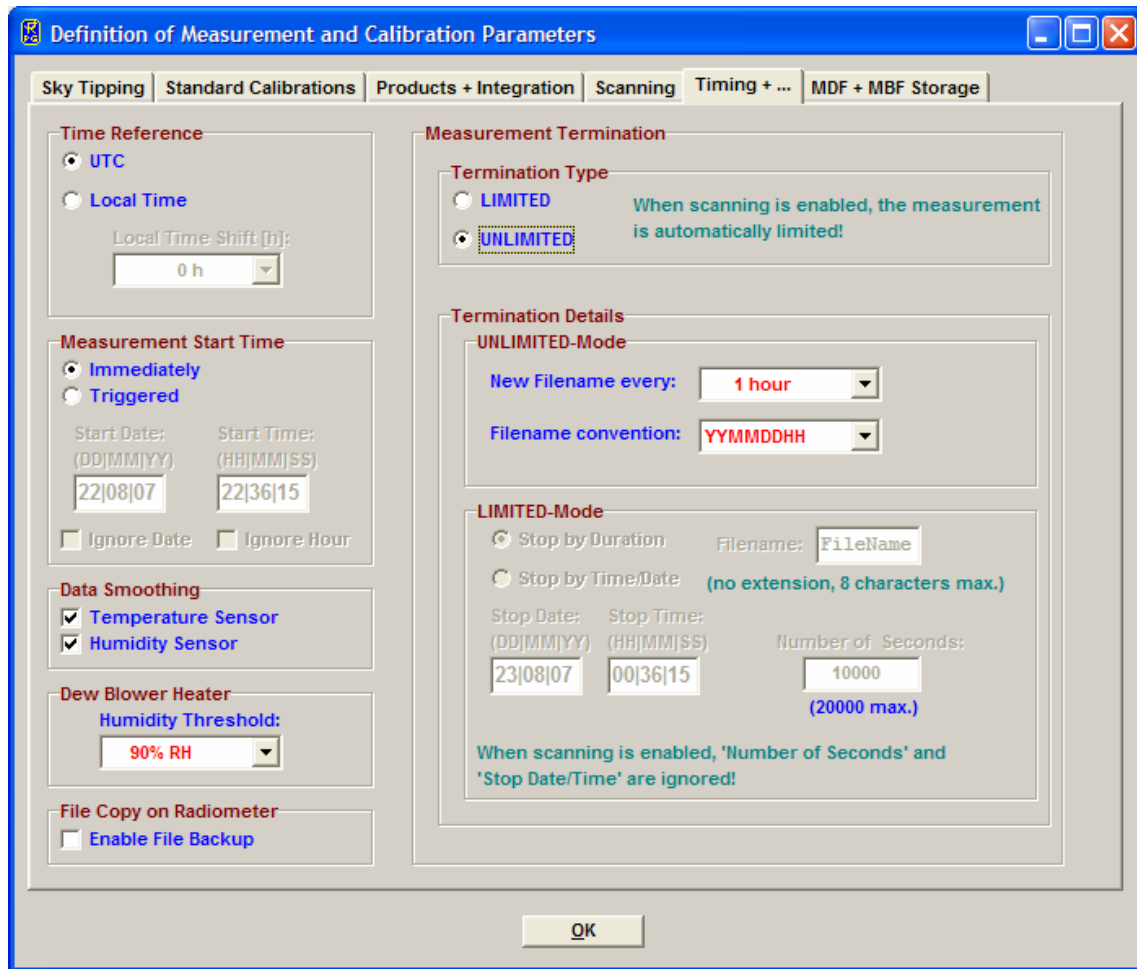 Definition of Measurement and Calibration Parameters
Sky Tipping Standard Calibrations Products + Integration Scanning Timing + ... MDF + MBF Storage
Time Reference
UTC
Local Time
Local Time Shift [h]:
0 h
Measurement Start Time
Immediately
Triggered
Start Date: Start Time:
(DD|MM|YY) (HH|MM|SS)
22|08|07 22|36|15
Ignore Date Ignore Hour
Data Smoothing
Temperature Sensor
Humidity Sensor
Dew Blower Heater
Humidity Threshold:
90% RH
File Copy on Radiometer
Enable File Backup
Measurement Termination
Termination Type
LIMITED
UNLIMITED
When scanning is enabled, the measurement
is automatically limited!
Termination Details
UNLIMITED-Mode
New Filename every: 1 hour
Filename convention: YYMMDDHH
LIMITED-Mode
Stop by Duration
Stop by Time/Date
Filename: FileName
(no extension, 8 characters max.)
Stop Date: Stop Time:
(DD|MM|YY) (HH|MM|SS)
23|08|07 00|36|15
Number of Seconds:
10000
(20000 max.)
When scanning is enabled, 'Number of Seconds' and
'Stop Date/Time' are ignored!
OK